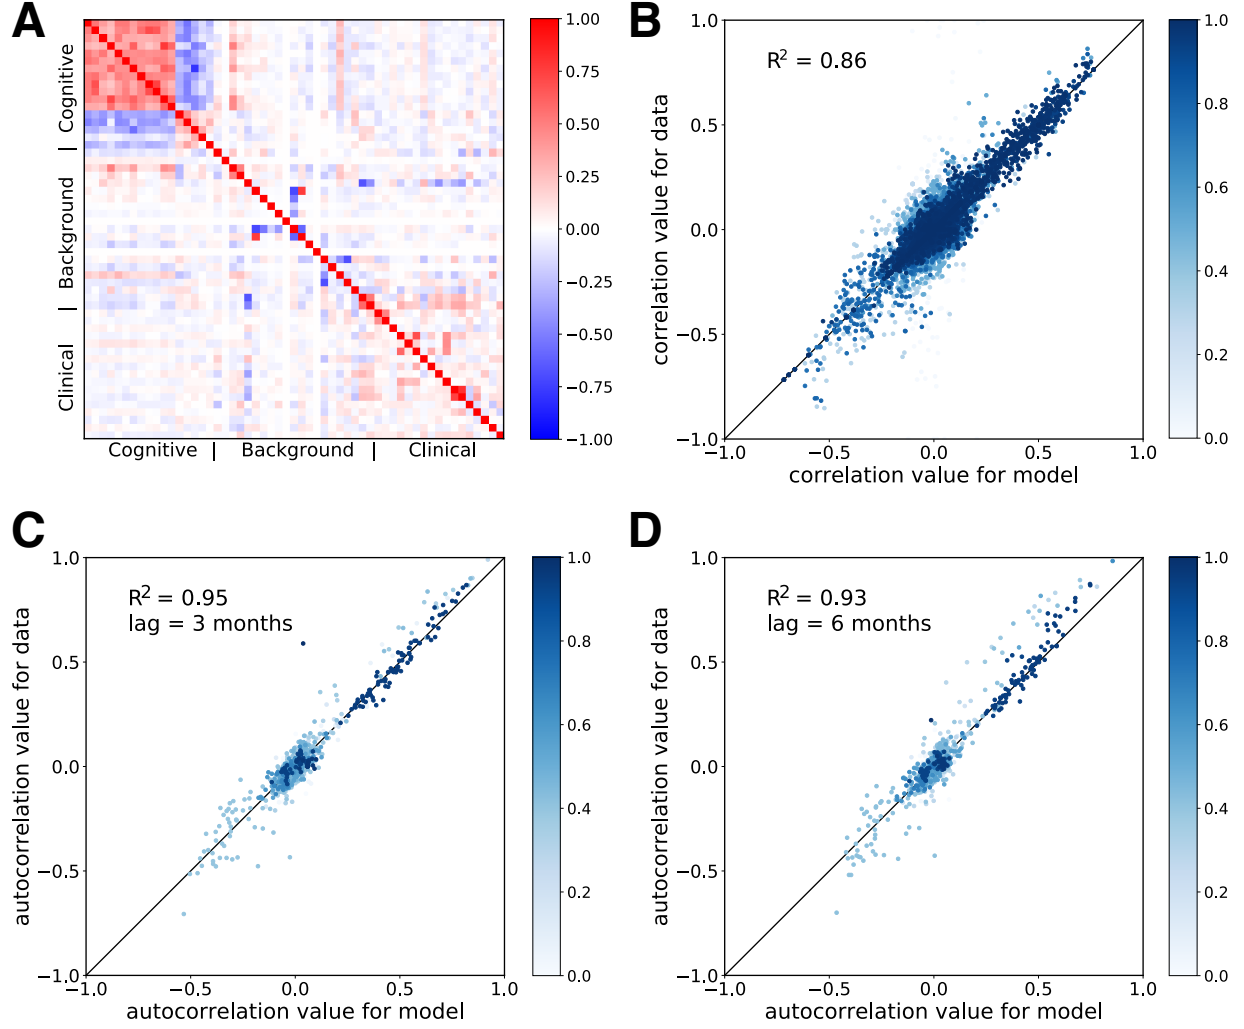 A
Cognitive
|
Background
|
Clinical
Cognitive | Background | Clinical
1.00
0.75
0.50
0.25
0.00
−0.25
−0.50
−0.75
−1.00
B
R² = 0.86
correlation value for data
1.0
0.5
0.0
−0.5
−1.0
−1.0 −0.5 0.0 0.5 1.0
correlation value for model
1.0
0.8
0.6
0.4
0.2
0.0
C
R² = 0.95
lag = 3 months
autocorrelation value for data
1.0
0.5
0.0
−0.5
−1.0
−1.0 −0.5 0.0 0.5 1.0
autocorrelation value for model
1.0
0.8
0.6
0.4
0.2
0.0
D
R² = 0.93
lag = 6 months
autocorrelation value for data
1.0
0.5
0.0
−0.5
−1.0
−1.0 −0.5 0.0 0.5 1.0
autocorrelation value for model
1.0
0.8
0.6
0.4
0.2
0.0